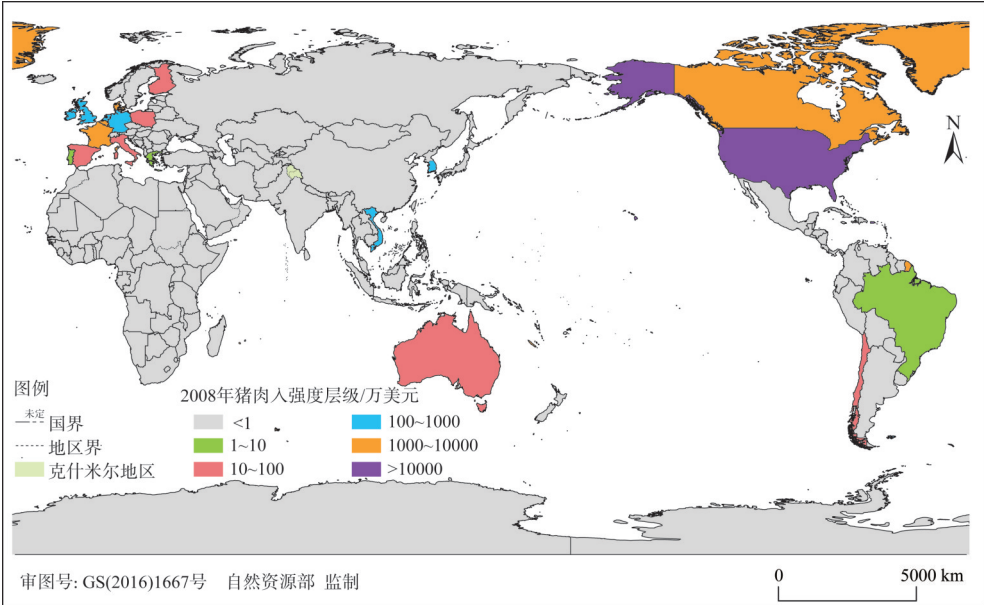 N
图例
未定 国界
地区界
克什米尔地区
2008年猪肉入强度层级/万美元
<1
1~10
10~100
100~1000
1000~10000
>10000
审图号: GS(2016)1667号 自然资源部 监制
0 5000 km